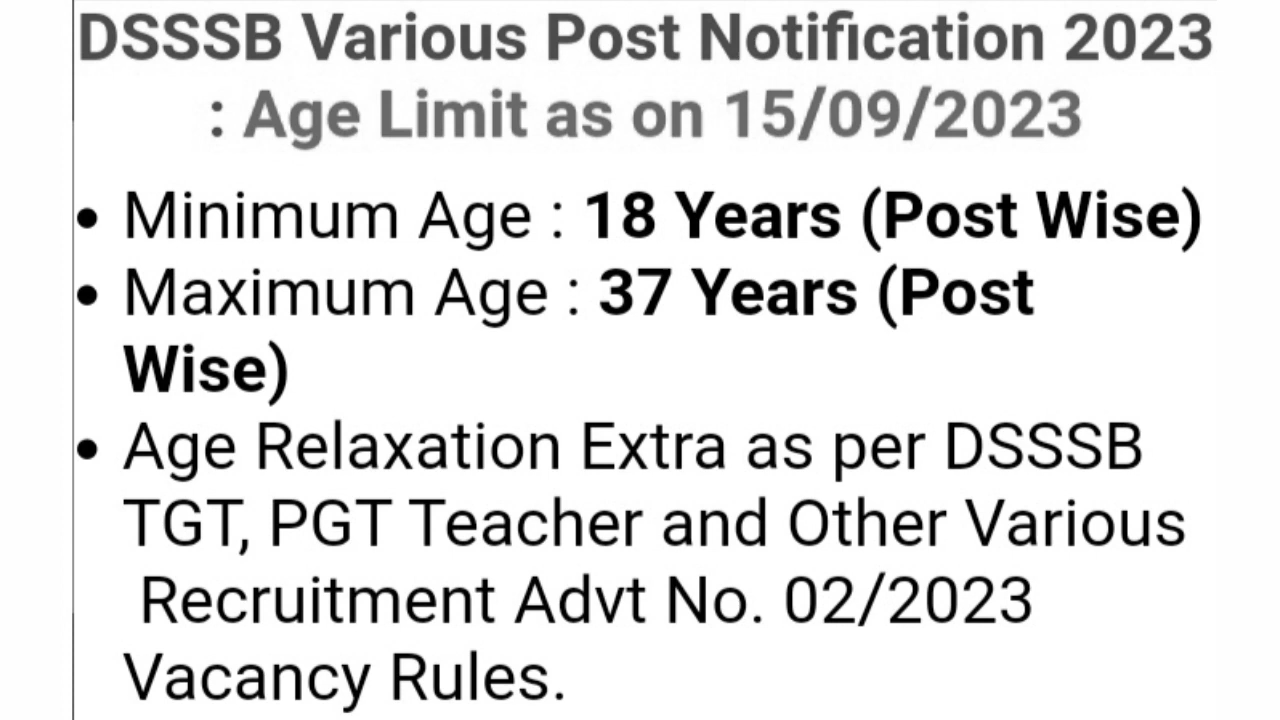 DSSSB Various Post Notification 2023
: Age Limit as on 15/09/2023
• Minimum Age : 18 Years (Post Wise)
• Maximum Age : 37 Years (Post
Wise)
• Age Relaxation Extra as per DSSSB
TGT, PGT Teacher and Other Various
Recruitment Advt No. 02/2023
Vacancy Rules.